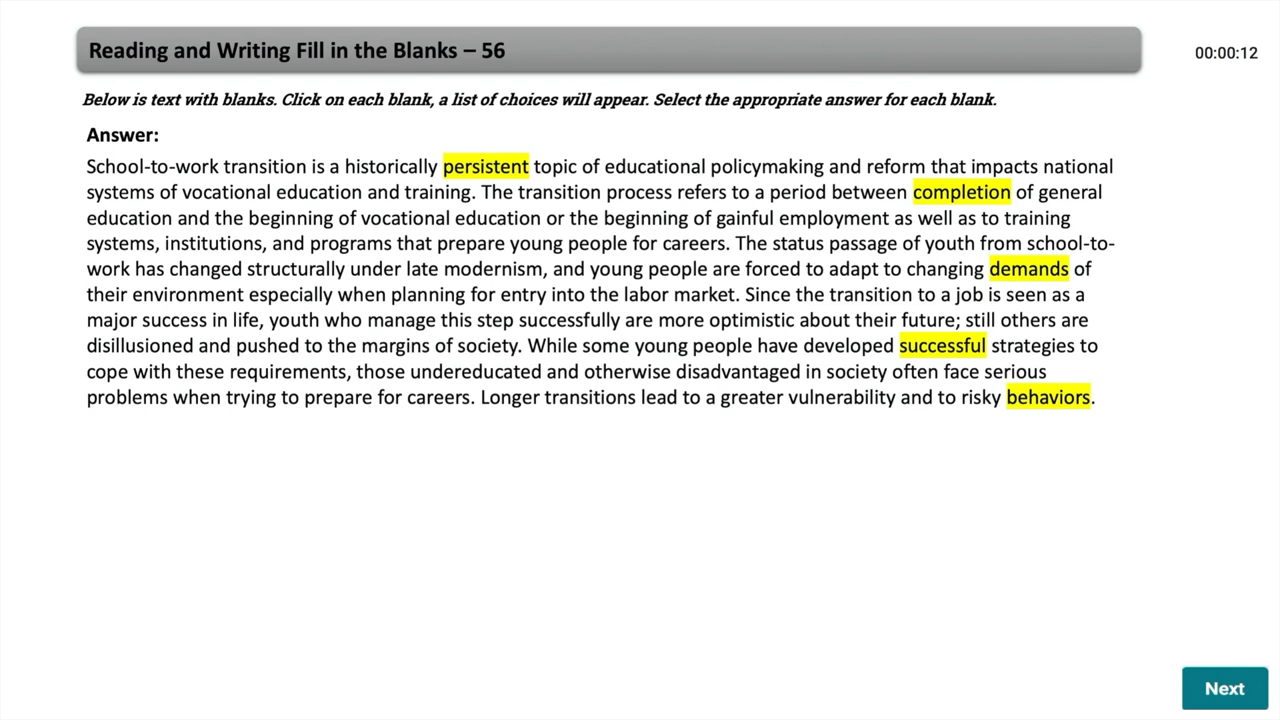 Reading and Writing Fill in the Blanks – 56
00:00:12
Below is text with blanks. Click on each blank, a list of choices will appear. Select the appropriate answer for each blank.
Answer:
School-to-work transition is a historically persistent topic of educational policymaking and reform that impacts national
systems of vocational education and training. The transition process refers to a period between completion of general
education and the beginning of vocational education or the beginning of gainful employment as well as to training
systems, institutions, and programs that prepare young people for careers. The status passage of youth from school-to-
work has changed structurally under late modernism, and young people are forced to adapt to changing demands of
their environment especially when planning for entry into the labor market. Since the transition to a job is seen as a
major success in life, youth who manage this step successfully are more optimistic about their future; still others are
disillusioned and pushed to the margins of society. While some young people have developed successful strategies to
cope with these requirements, those undereducated and otherwise disadvantaged in society often face serious
problems when trying to prepare for careers. Longer transitions lead to a greater vulnerability and to risky behaviors.
Next